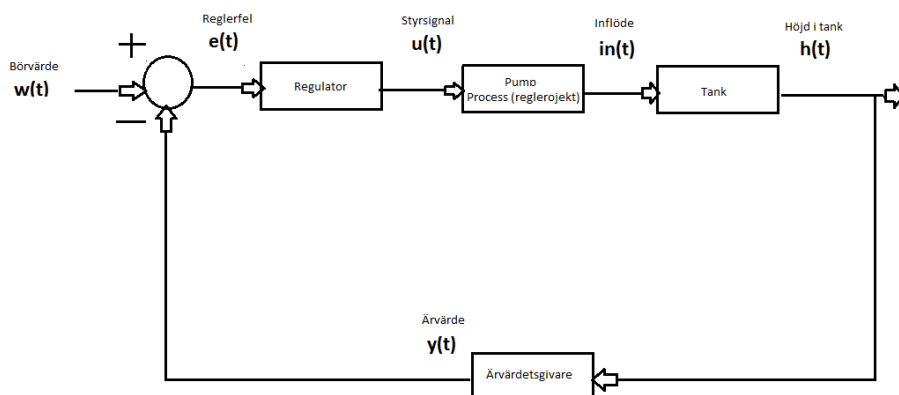 Börvärde
w(t)
+
−
Reglerfel
e(t)
Regulator
Styrsignal
u(t)
Pump
Process (reglerojekt)
Inflöde
in(t)
Tank
Höjd i tank
h(t)
Ärvärde
y(t)
Ärvärdetsgivare